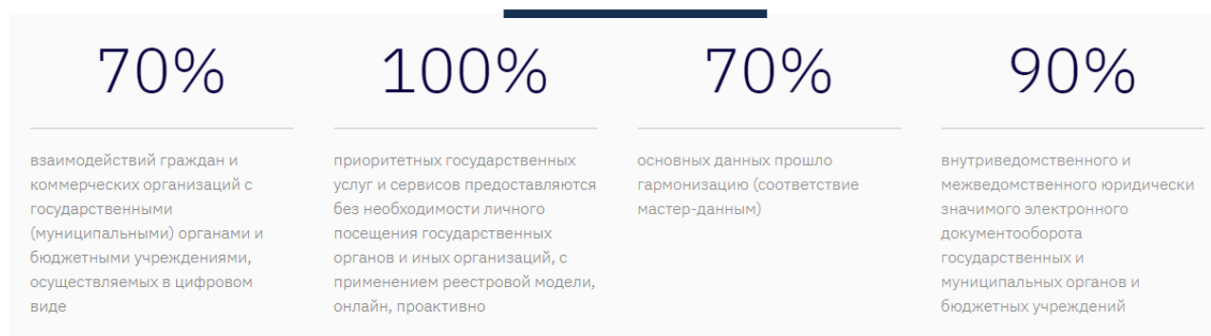 70%
взаимодействий граждан и
коммерческих организаций с
государственными
(муниципальными) органами и
бюджетными учреждениями,
осуществляемых в цифровом
виде
100%
приоритетных государственных
услуг и сервисов предоставляются
без необходимости личного
посещения государственных
органов и иных организаций, с
применением реестровой модели,
онлайн, проактивно
70%
основных данных прошло
гармонизацию (соответствие
мастер-данным)
90%
внутриведомственного и
межведомственного юридически
значимого электронного
документооборота
государственных и
муниципальных органов и
бюджетных учреждений